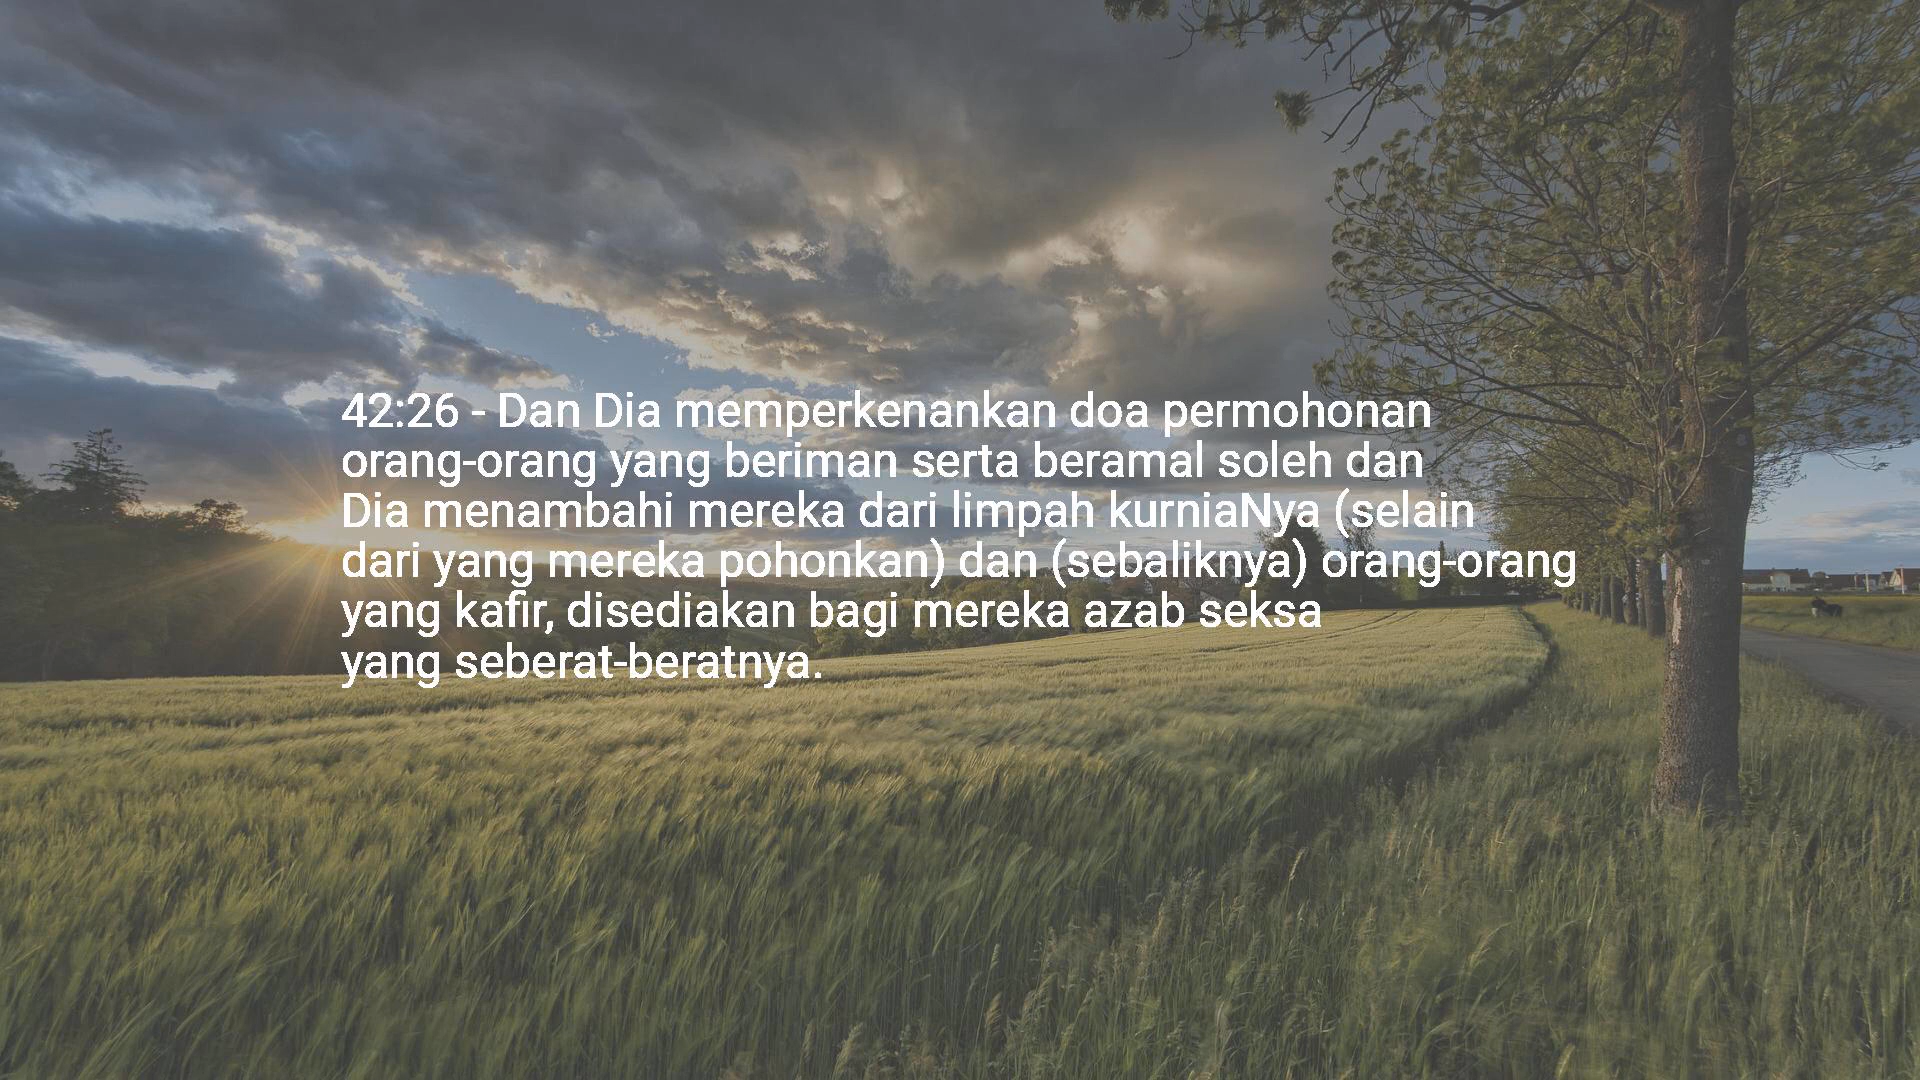 42:26 - Dan Dia memperkenankan doa permohonan
orang-orang yang beriman serta beramal soleh dan
Dia menambahi mereka dari limpah kurniaNya (selain
dari yang mereka pohonkan) dan (sebaliknya) orang-orang
yang kafir, disediakan bagi mereka azab seksa
yang seberat-beratnya.